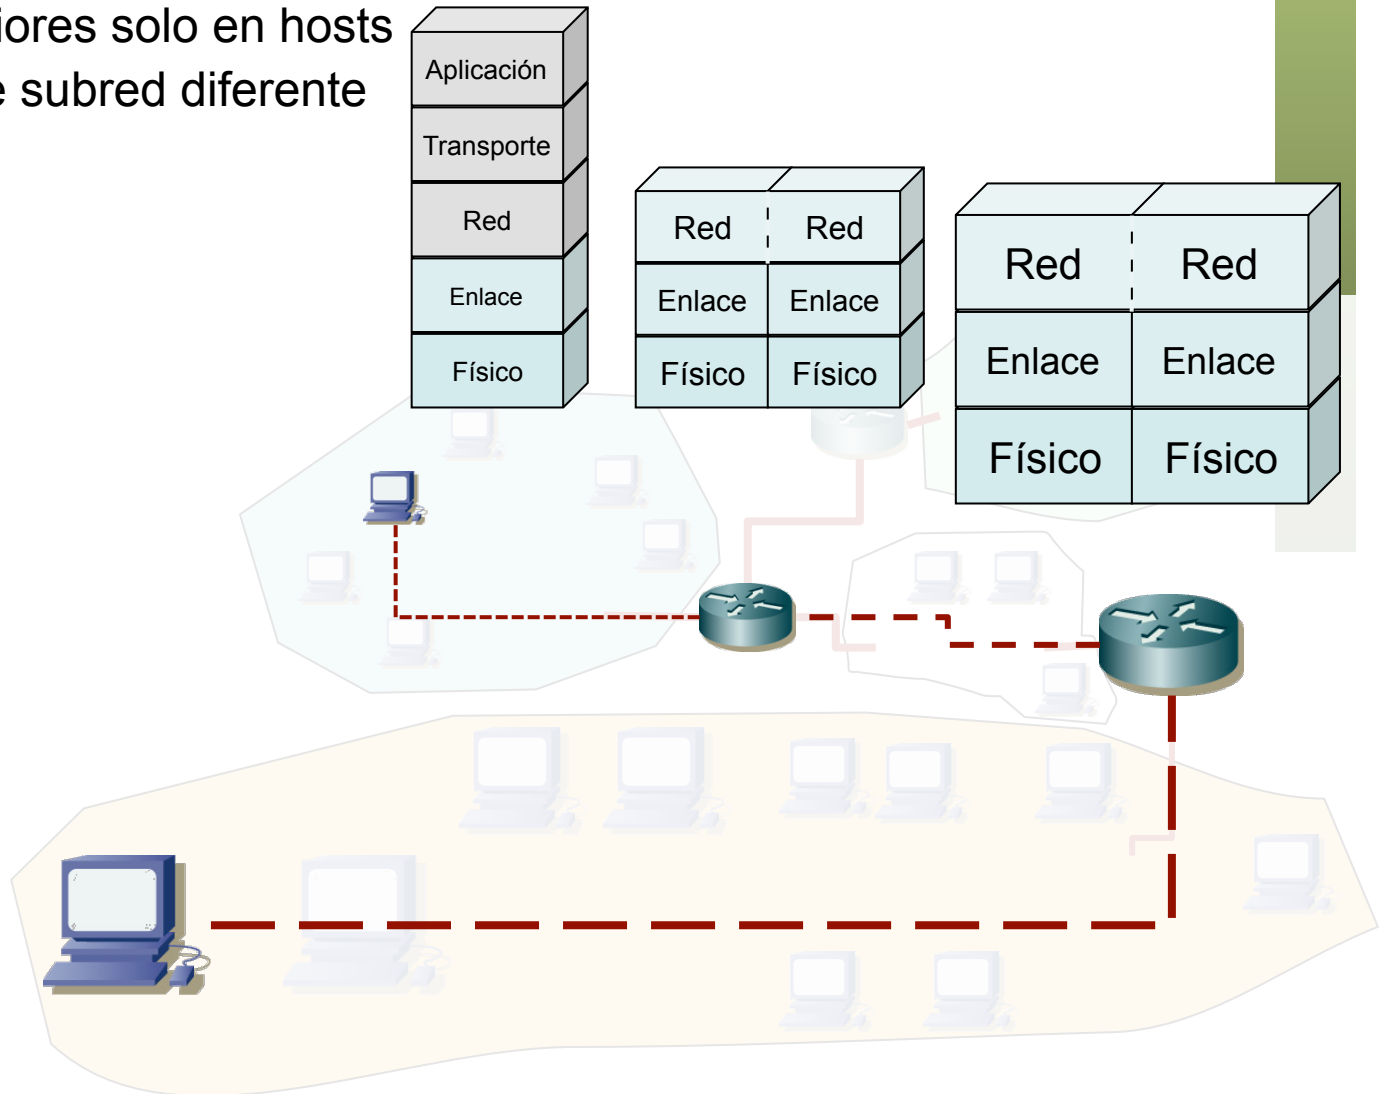 iores solo en hosts
e subred diferente
Aplicación
Transporte
Red
Enlace
Físico
Red Red
Enlace Enlace
Físico Físico
Red Red
Enlace Enlace
Físico Físico